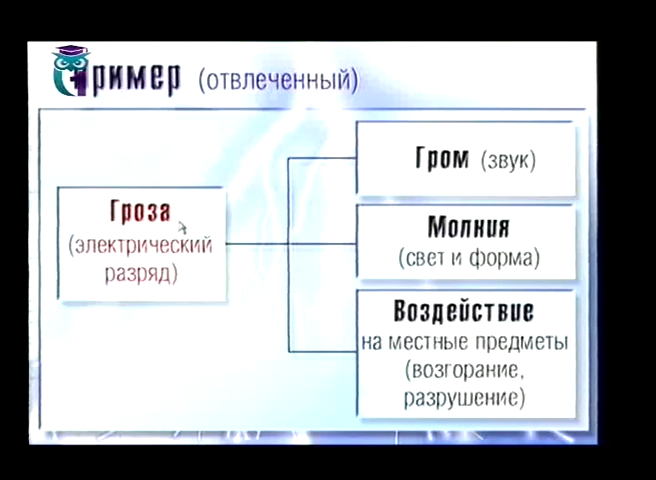 Пример (отвлеченный)
Гроза
(электрический
разряд)
Гром (звук)
Молния
(свет и форма)
Воздействие
на местные предметы
(возгорание,
разрушение)